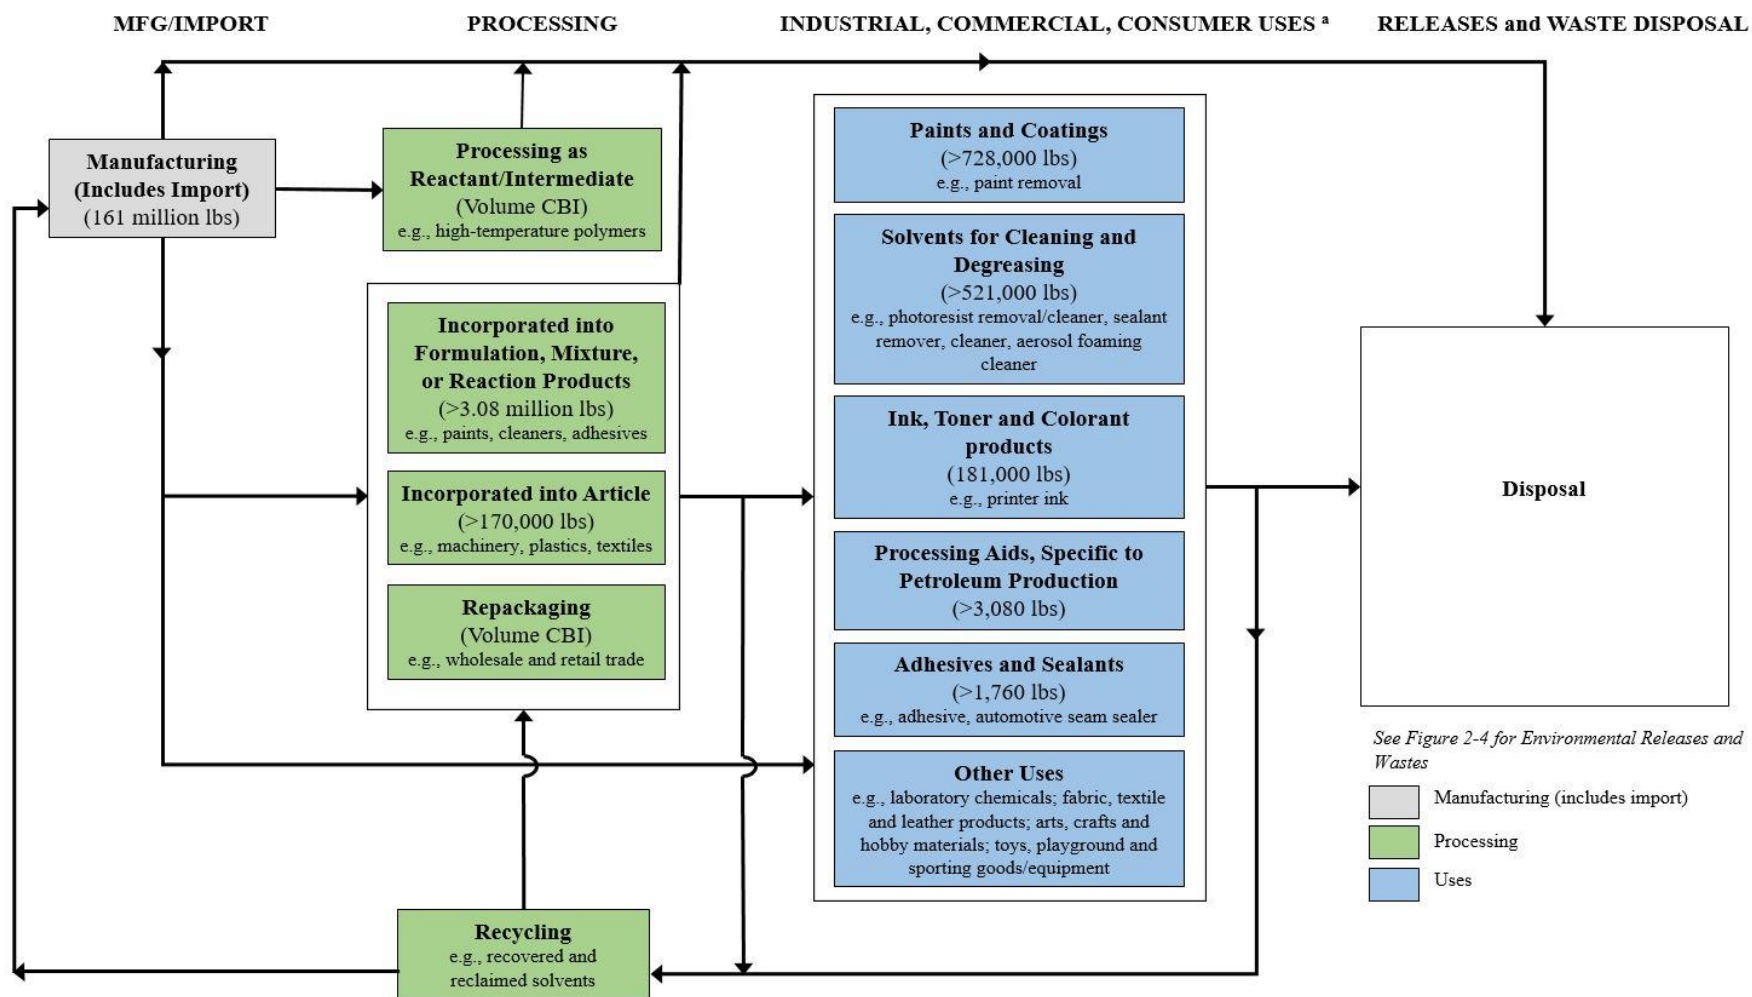 MFG/IMPORT
PROCESSING
INDUSTRIAL, COMMERCIAL, CONSUMER USES ª
RELEASES and WASTE DISPOSAL
Manufacturing
(Includes Import)
(161 million lbs)
Processing as
Reactant/Intermediate
(Volume CBI)
e.g., high-temperature polymers
Incorporated into
Formulation, Mixture,
or Reaction Products
(>3.08 million lbs)
e.g., paints, cleaners, adhesives
Incorporated into Article
(>170,000 lbs)
e.g., machinery, plastics, textiles
Repackaging
(Volume CBI)
e.g., wholesale and retail trade
Recycling
e.g., recovered and
reclaimed solvents
Paints and Coatings
(>728,000 lbs)
e.g., paint removal
Solvents for Cleaning and
Degreasing
(>521,000 lbs)
e.g., photoresist removal/cleaner, sealant
remover, cleaner, aerosol foaming
cleaner
Ink, Toner and Colorant
products
(181,000 lbs)
e.g., printer ink
Processing Aids, Specific to
Petroleum Production
(>3,080 lbs)
Adhesives and Sealants
(>1,760 lbs)
e.g., adhesive, automotive seam sealer
Other Uses
e.g., laboratory chemicals; fabric, textile
and leather products; arts, crafts and
hobby materials; toys, playground and
sporting goods/equipment
Disposal
See Figure 2-4 for Environmental Releases and
Wastes
Manufacturing (includes import)
Processing
Uses